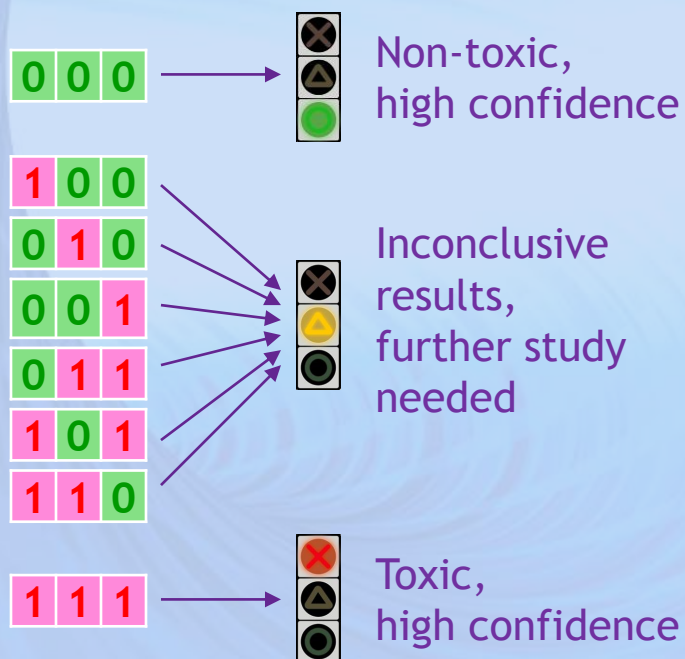 0 0 0
Non-toxic,
high confidence
1 0 0
0 1 0
0 0 1
0 1 1
1 0 1
1 1 0
Inconclusive
results,
further study
needed
1 1 1
Toxic,
high confidence